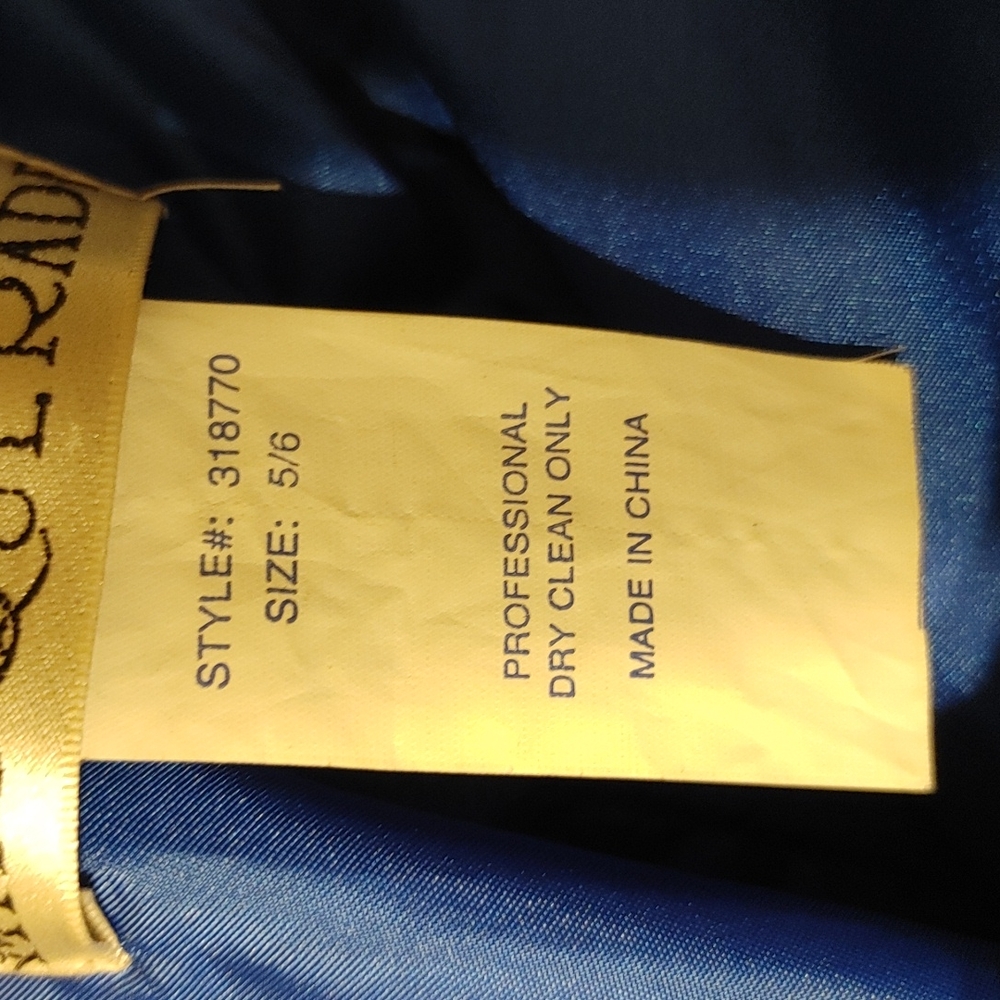 STYLE#: 318770
SIZE: 5/6
PROFESSIONAL
DRY CLEAN ONLY
MADE IN CHINA